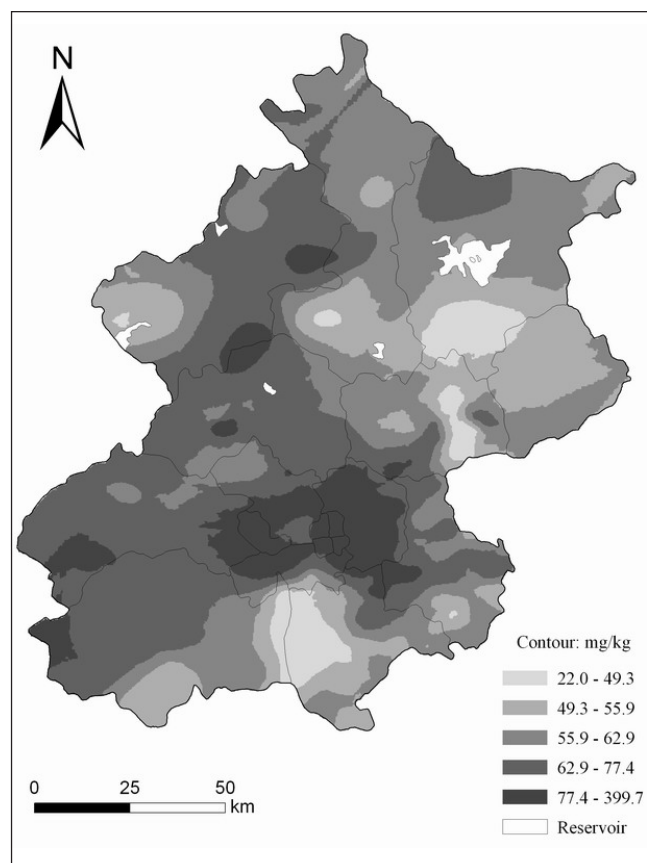 N
Contour: mg/kg
22.0 - 49.3
49.3 - 55.9
55.9 - 62.9
62.9 - 77.4
77.4 - 399.7
Reservoir
0 25 50
km